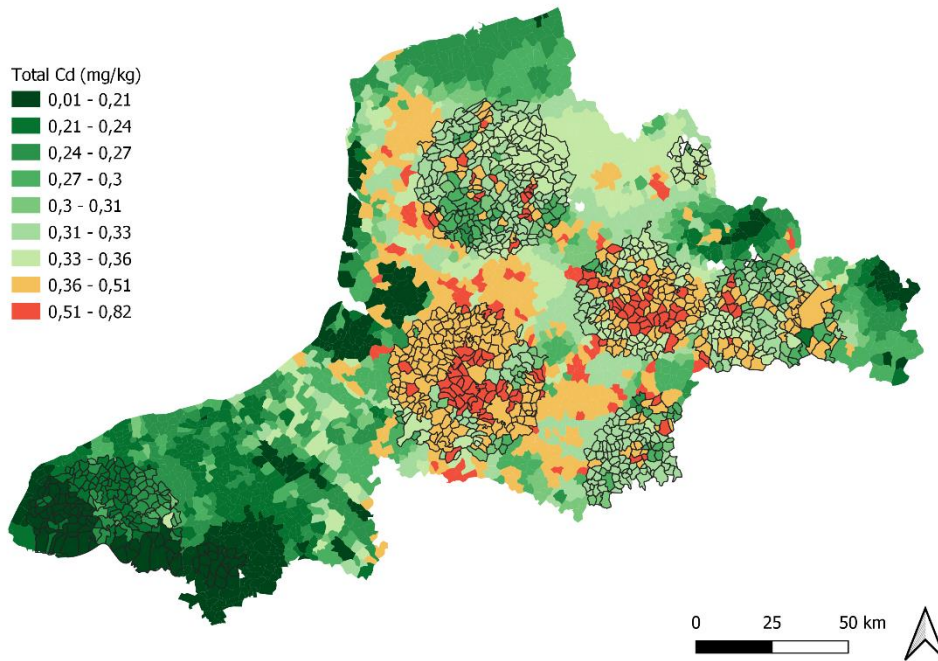 Total Cd (mg/kg)
0,01 - 0,21
0,21 - 0,24
0,24 - 0,27
0,27 - 0,3
0,3 - 0,31
0,31 - 0,33
0,33 - 0,36
0,36 - 0,51
0,51 - 0,82
0 25 50 km